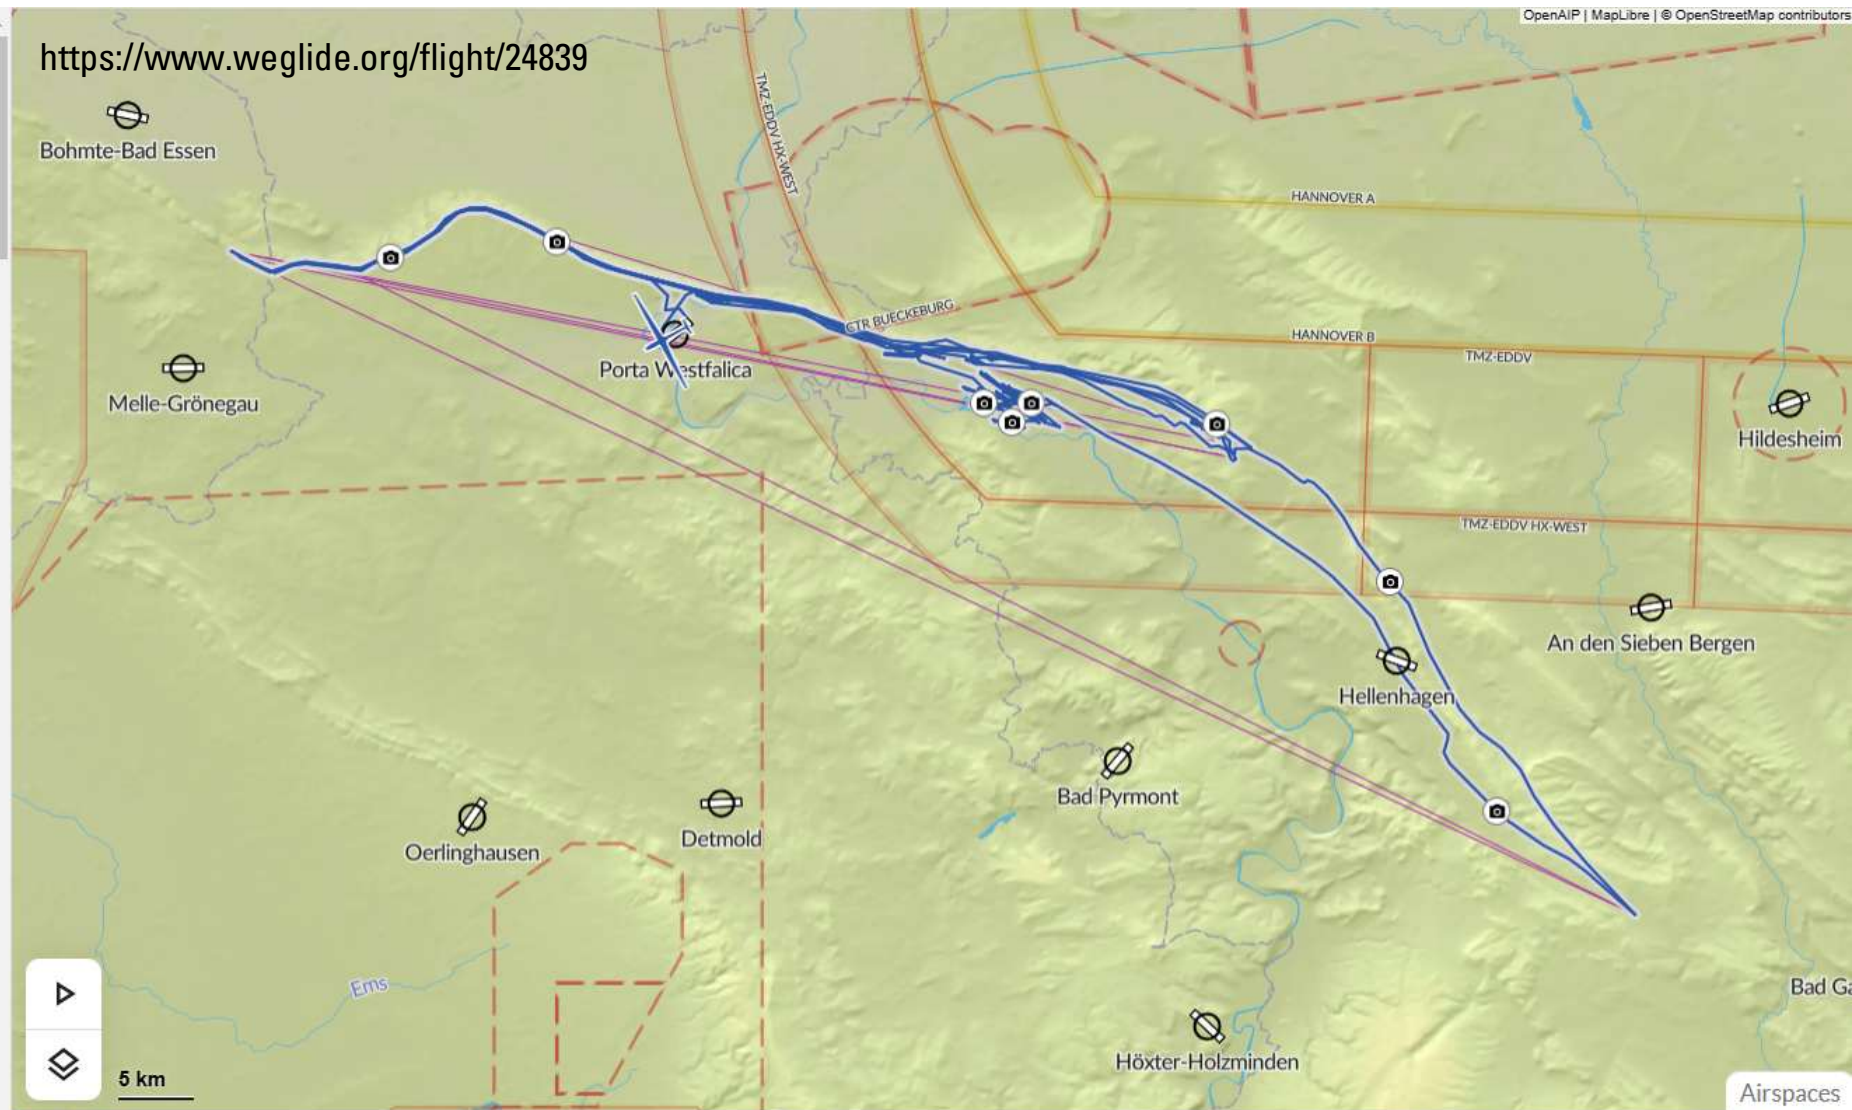 OpenAIP | MapLibre | © OpenStreetMap contributors
https://www.weglide.org/flight/24839
TMZ-EDDV HX-WEST
Bohmte-Bad Essen
HANNOVER A
CTR BUECKEBURG
HANNOVER B
TMZ-EDDV
Porta Westfalica
Melle-Grönegau
Hildesheim
TMZ-EDDV HX-WEST
An den Sieben Bergen
Hellenhagen
Bad Pyrmont
Detmold
Oerlinghausen
Ems
Bad Ga
Höxter-Holzminden
5 km
Airspaces